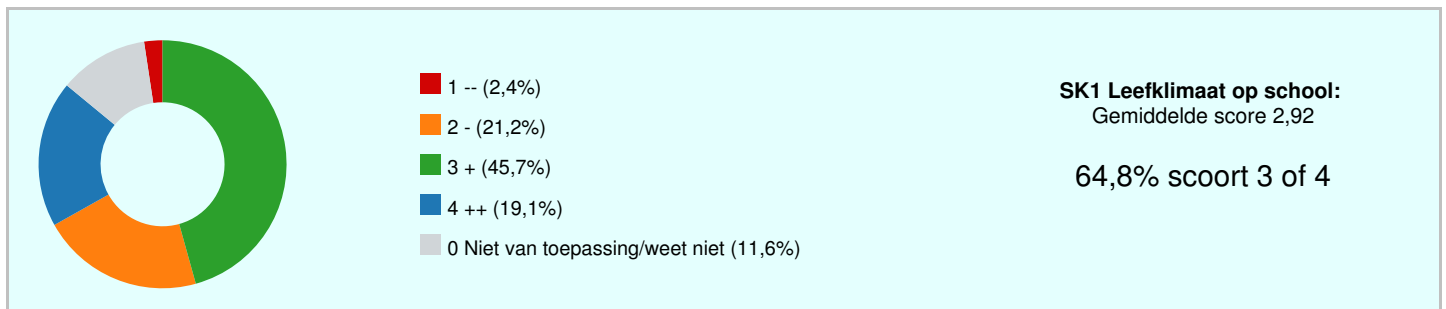 1 -- (2,4%)
2 - (21,2%)
3 + (45,7%)
4 ++ (19,1%)
0 Niet van toepassing/weet niet (11,6%)
SK1 Leefklimaat op school:
Gemiddelde score 2,92
64,8% scoort 3 of 4